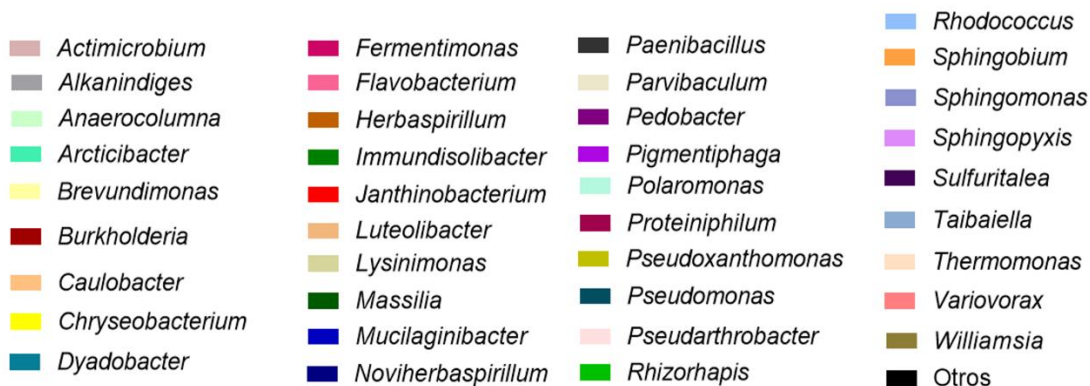 Actimicrobium
Alkanindiges
Anaerocolumna
Arcticibacter
Brevundimonas
Burkholderia
Caulobacter
Chryseobacterium
Dyadobacter
Fermentimonas
Flavobacterium
Herbaspirillum
Immundisolibacter
Janthinobacterium
Luteolibacter
Lysinimonas
Massilia
Mucilaginibacter
Noviherbaspirillum
Paenibacillus
Parvibaculum
Pedobacter
Pigmentiphaga
Polaromonas
Proteiniphilum
Pseudoxanthomonas
Pseudomonas
Pseudarthrobacter
Rhizorhapis
Rhodococcus
Sphingobium
Sphingomonas
Sphingopyxis
Sulfuritalea
Taibaiella
Thermomonas
Variovorax
Williamsia
Otros